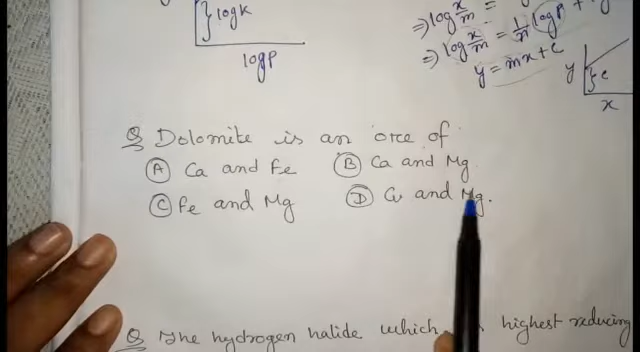 log k
log p
⇒ log x/m =
⇒ log x/m = 1/n log p +
y = mx + c
y
c
x
Q Dolomite is an ore of
(A) Ca and Fe (B) Ca and Mg
(C) Fe and Mg (D) Cu and Mg.
Q The hydrogen halide which highest reducing